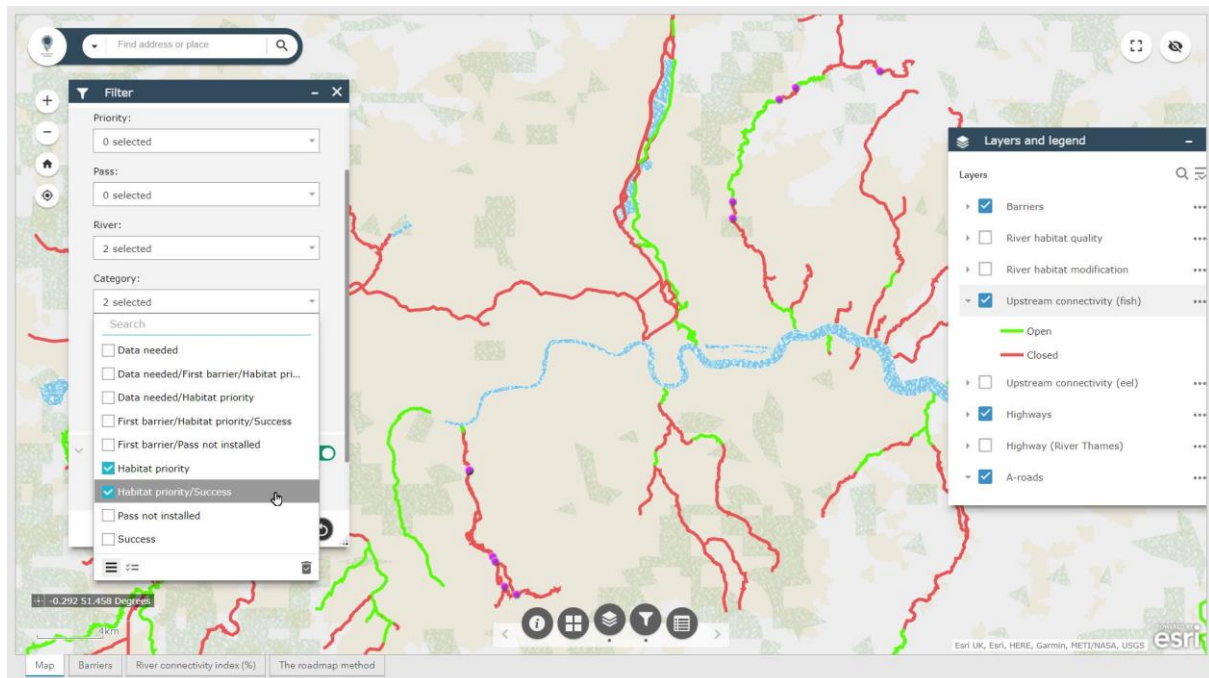 Find address or place
Filter
Priority:
0 selected
Pass:
0 selected
River:
2 selected
Category:
2 selected
Search
Data needed
Data needed/First barrier/Habitat pri...
Data needed/Habitat priority
First barrier/Habitat priority/Success
First barrier/Pass not installed
Habitat priority
Habitat priority/Success
Pass not installed
Success
Layers and legend
Layers
Barriers
River habitat quality
River habitat modification
Upstream connectivity (fish)
Open
Closed
Upstream connectivity (eel)
Highways
Highway (River Thames)
A-roads
-0.292 51.458 Degrees
4km
Esri UK, Esri, HERE, Garmin, METI/NASA, USGS
esri
Map
Barriers
River connectivity index (%)
The roadmap method